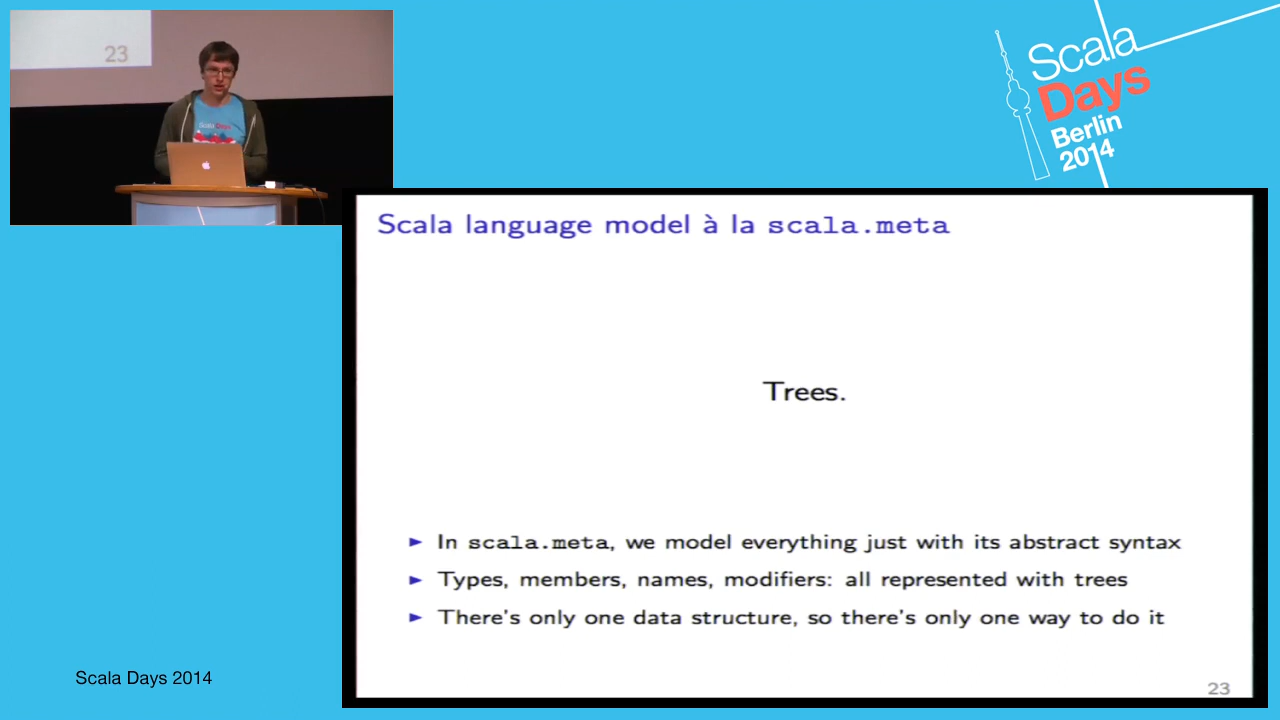 23
Scala
Days
Berlin
2014
Scala Days
Scala language model à la scala.meta
Trees.
► In scala.meta, we model everything just with its abstract syntax
► Types, members, names, modifiers: all represented with trees
► There's only one data structure, so there's only one way to do it
23
Scala Days 2014